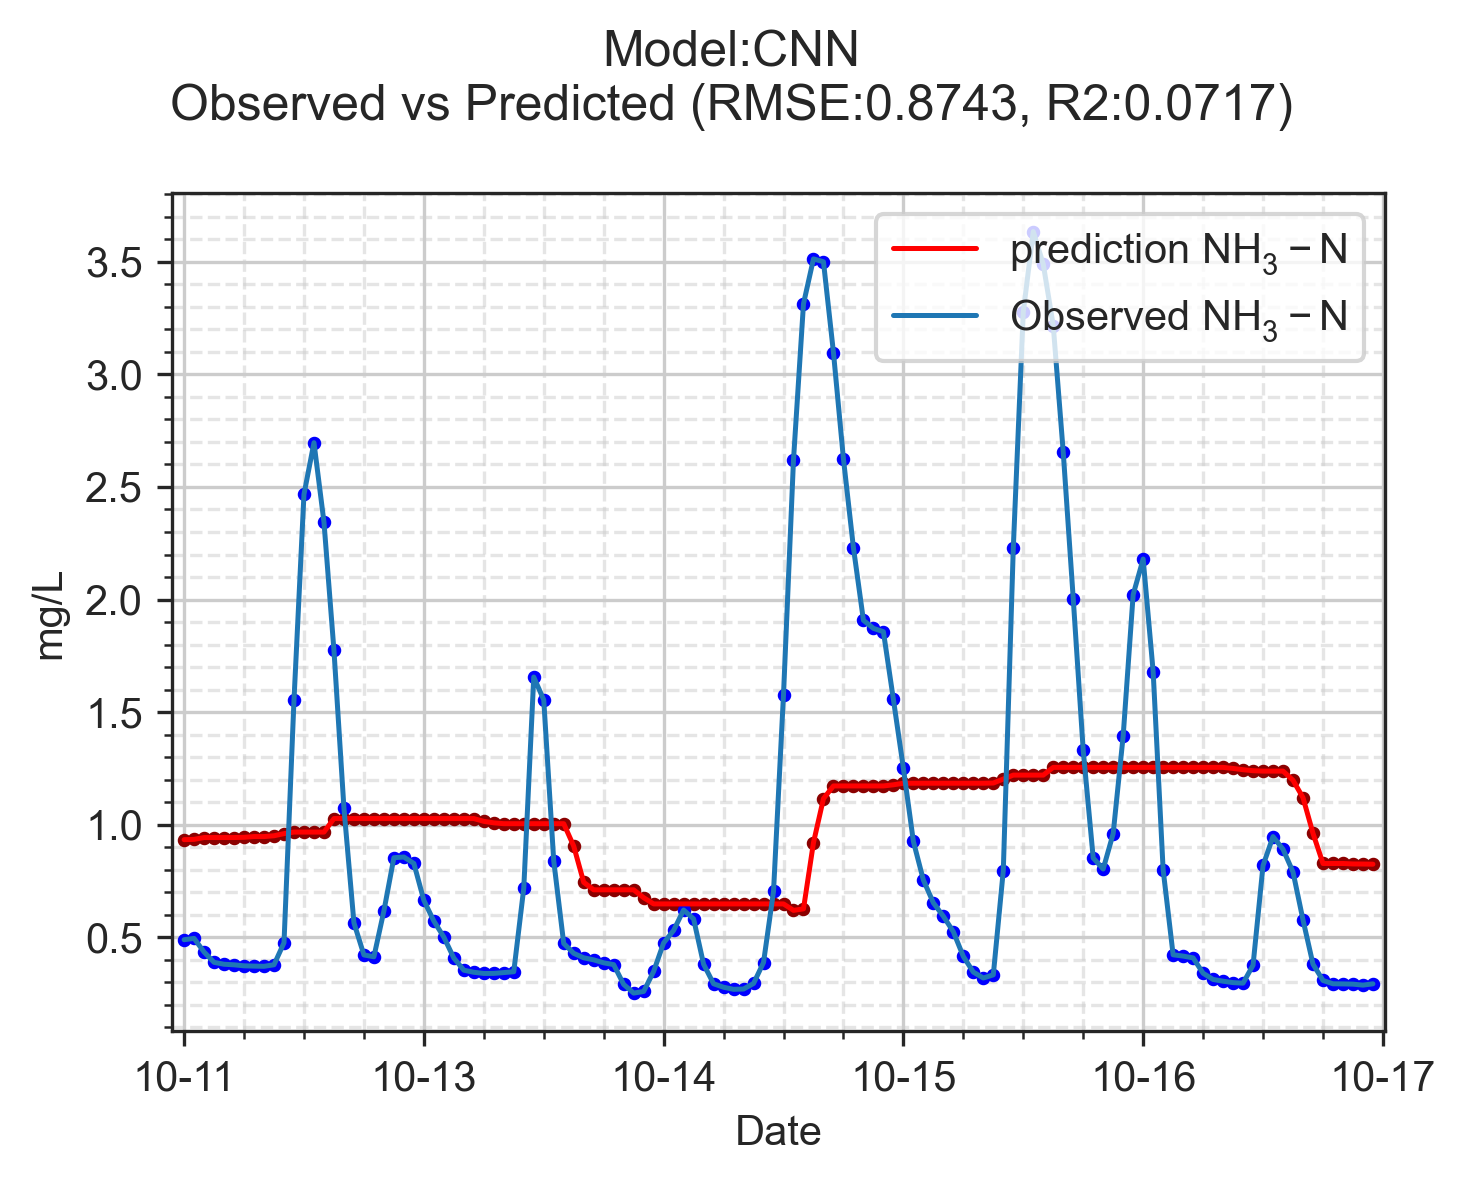 Model:CNN
Observed vs Predicted (RMSE:0.8743, R2:0.0717)
prediction NH₃ − N
Observed NH₃ − N
3.5
3.0
2.5
2.0
1.5
1.0
0.5
mg/L
10-11 10-13 10-14 10-15 10-16 10-17
Date